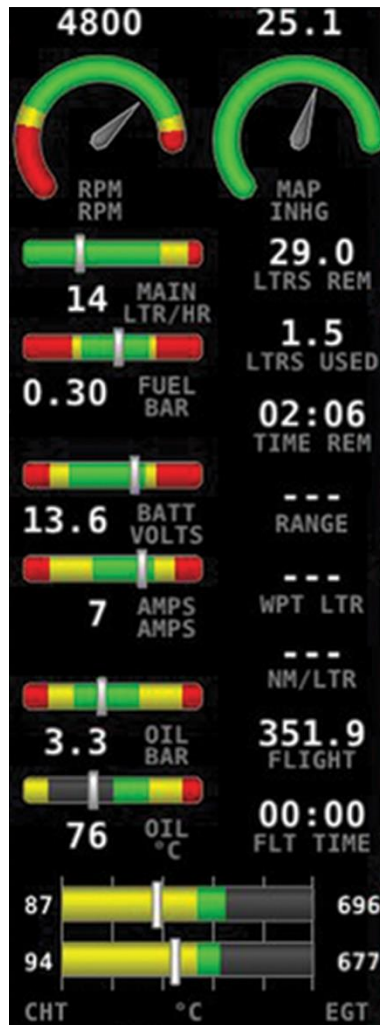 4800 25.1
RPM MAP
RPM INHG
29.0
LTRS REM
14 MAIN
LTR/HR
1.5
LTRS USED
0.30 FUEL
BAR
02:06
TIME REM
13.6 BATT
VOLTS
---
RANGE
7 AMPS
AMPS
---
WPT LTR
---
NM/LTR
3.3 OIL
BAR
351.9
FLIGHT
76 OIL
°C
00:00
FLT TIME
87 696
94 677
CHT °C EGT